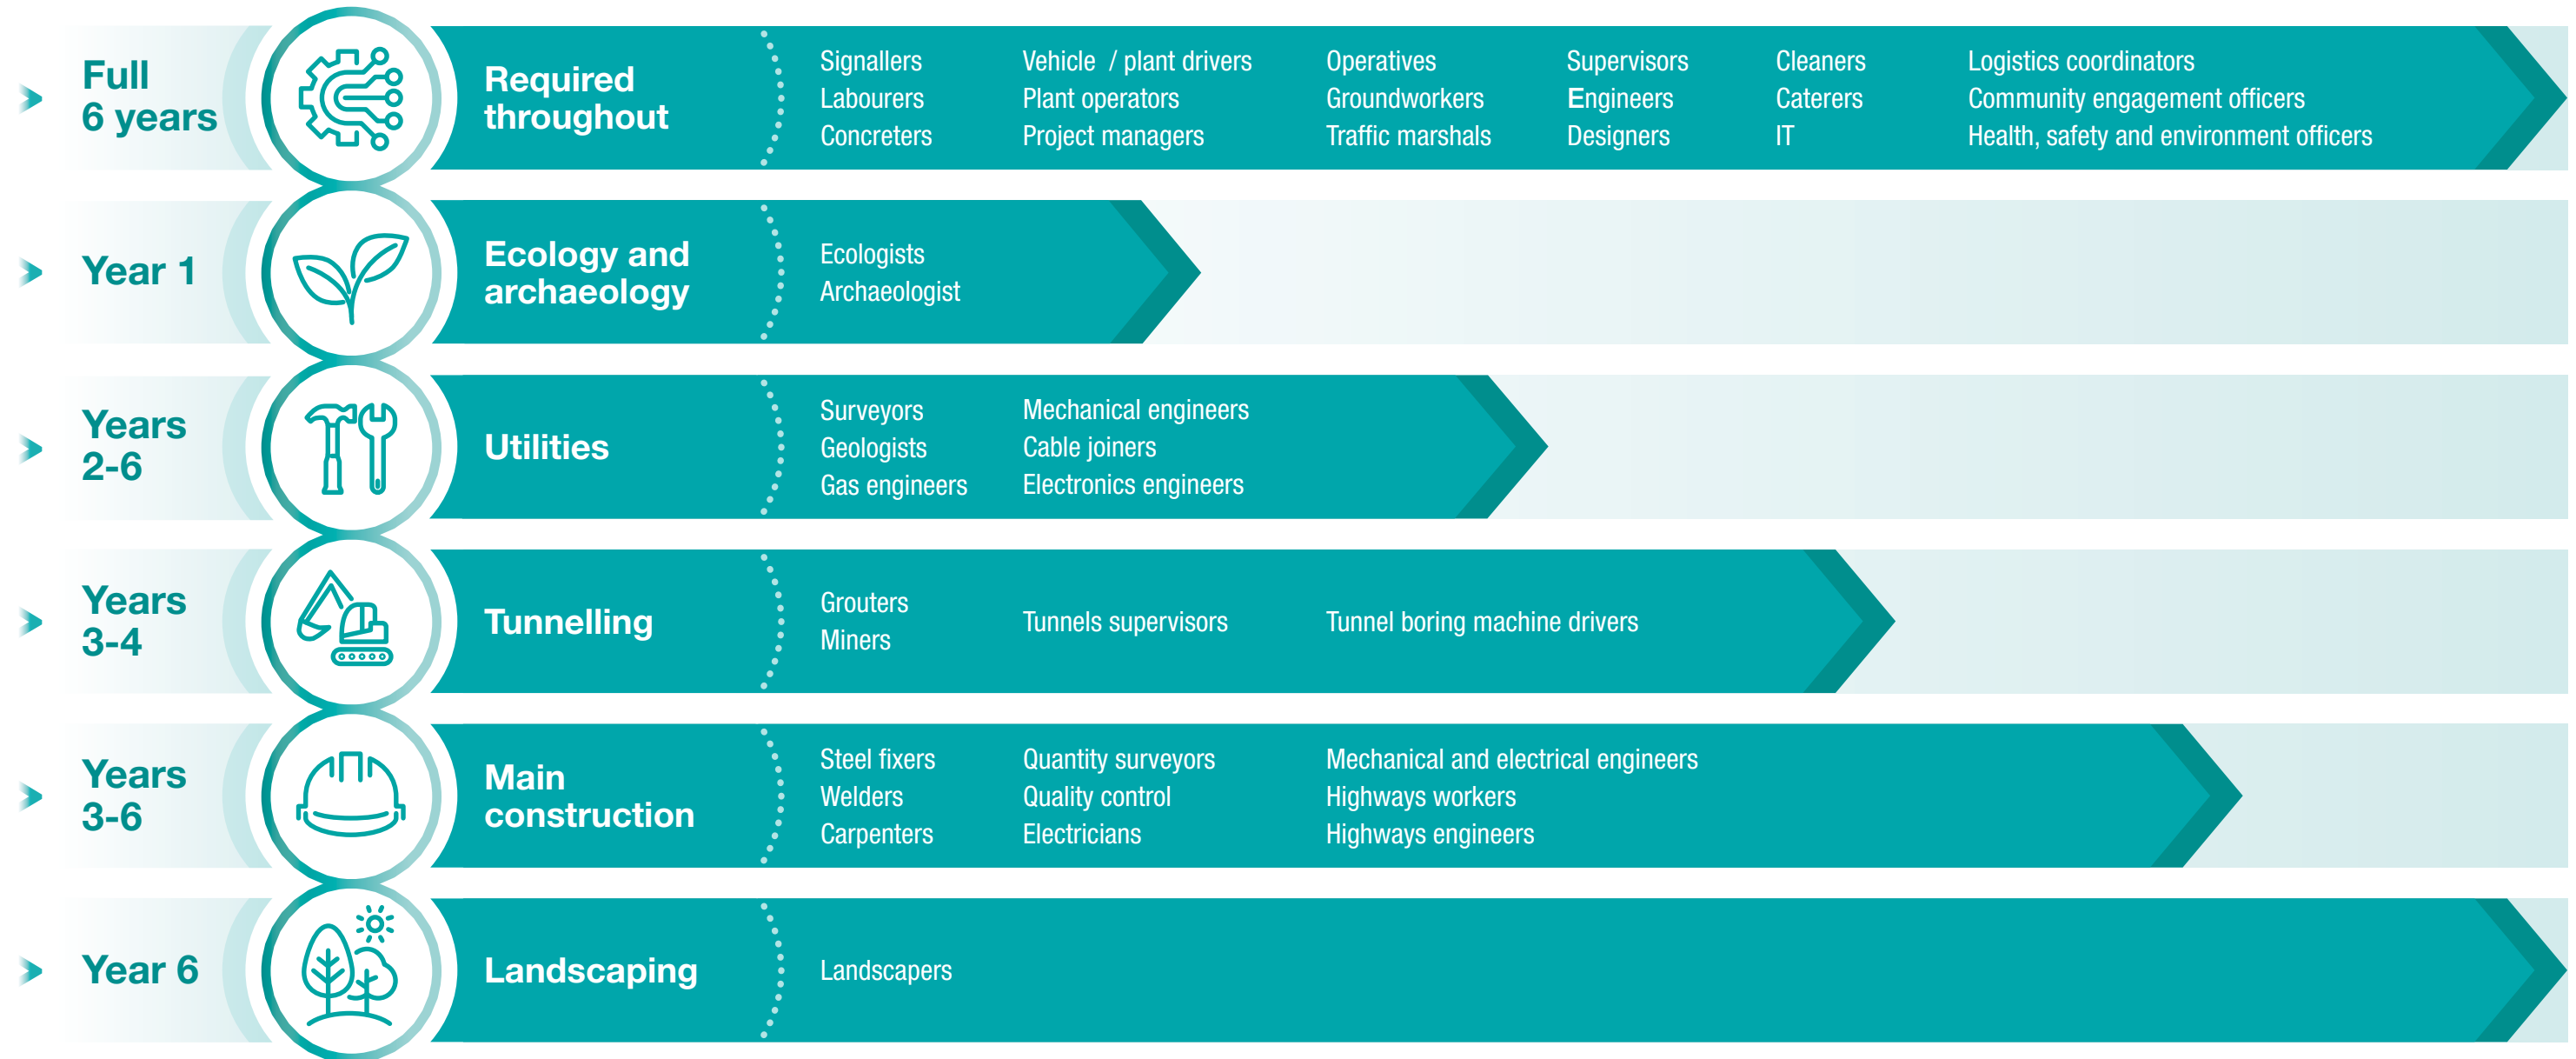 Full
6 years
Required
throughout
Signallers
Labourers
Concreters
Vehicle / plant drivers
Plant operators
Project managers
Operatives
Groundworkers
Traffic marshals
Supervisors
Engineers
Designers
Cleaners
Caterers
IT
Logistics coordinators
Community engagement officers
Health, safety and environment officers
Year 1
Ecology and
archaeology
Ecologists
Archaeologist
Years
2-6
Utilities
Surveyors
Geologists
Gas engineers
Mechanical engineers
Cable joiners
Electronics engineers
Years
3-4
Tunnelling
Grouters
Miners
Tunnels supervisors
Tunnel boring machine drivers
Years
3-6
Main
construction
Steel fixers
Welders
Carpenters
Quantity surveyors
Quality control
Electricians
Mechanical and electrical engineers
Highways workers
Highways engineers
Year 6
Landscaping
Landscapers